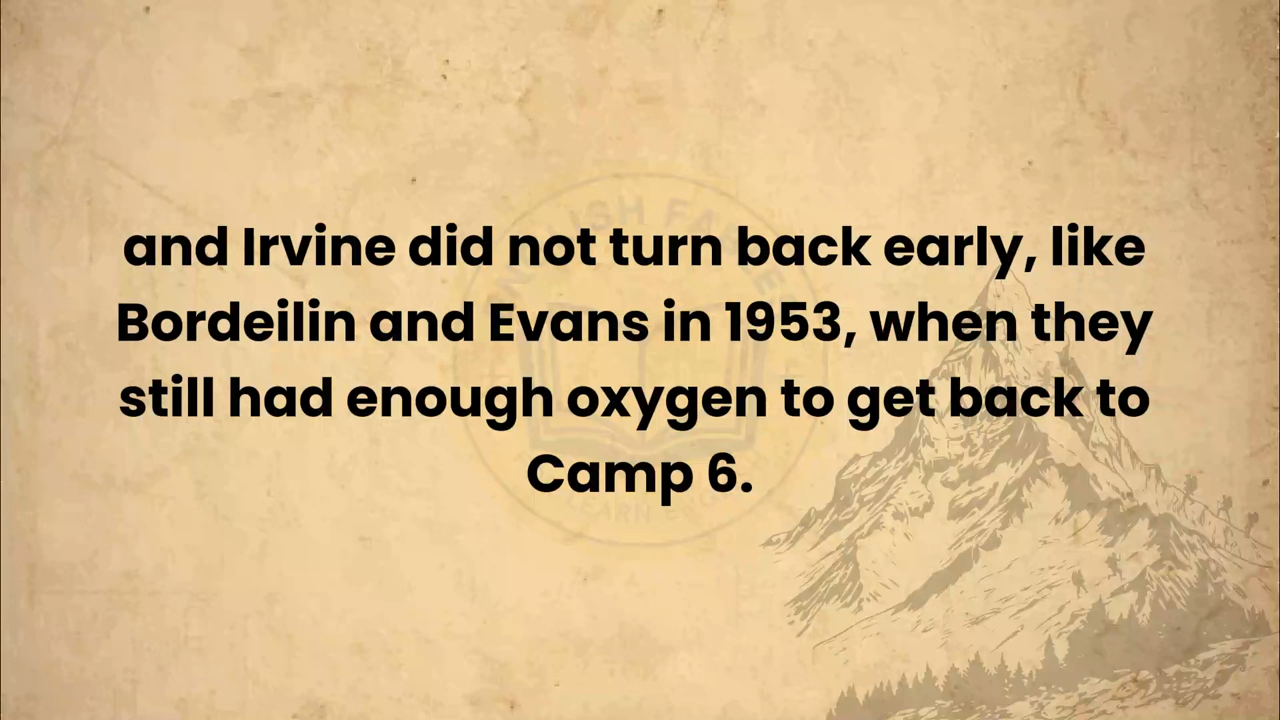 and Irvine did not turn back early, like
Bordeilin and Evans in 1953, when they
still had enough oxygen to get back to
Camp 6.